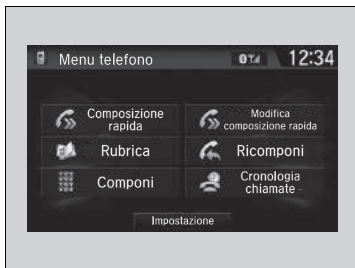 Menu telefono
12:34
Composizione
rapida
Modifica
composizione rapida
Rubrica
Ricomponi
Componi
Cronologia
chiamate
Impostazione